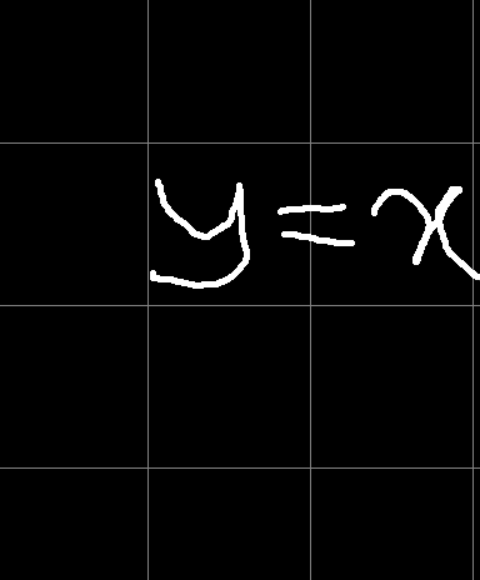 y = x